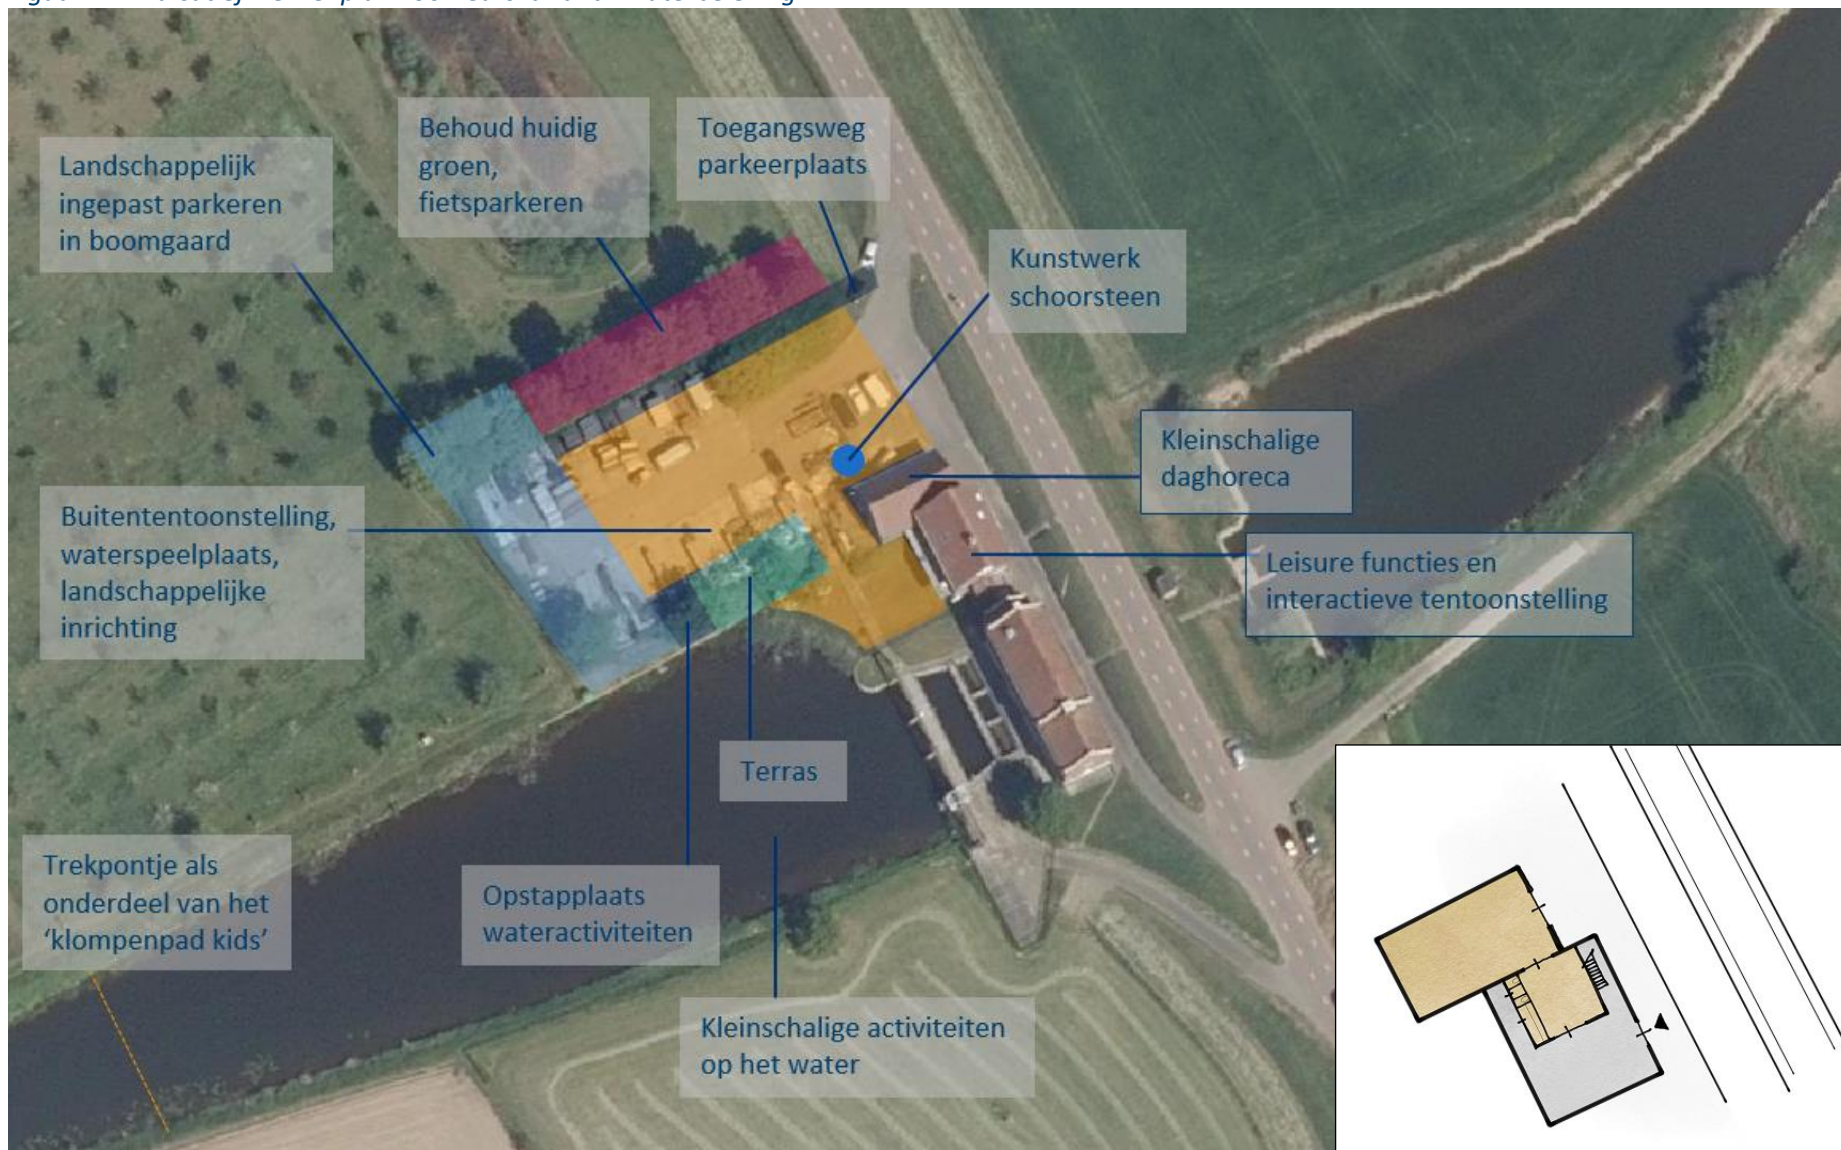 Landschappelijk
ingepast parkeren
in boomgaard
Behoud huidig
groen,
fietsparkeren
Toegangsweg
parkeerplaats
Kunstwerk
schoorsteen
Kleinschalige
daghoreca
Buitententoonstelling,
waterspeelplaats,
landschappelijke
inrichting
Leisure functies en
interactieve tentoonstelling
Terras
Trekpontje als
onderdeel van het
‘klompenpad kids’
Opstapplaats
wateractiviteiten
Kleinschalige activiteiten
op het water